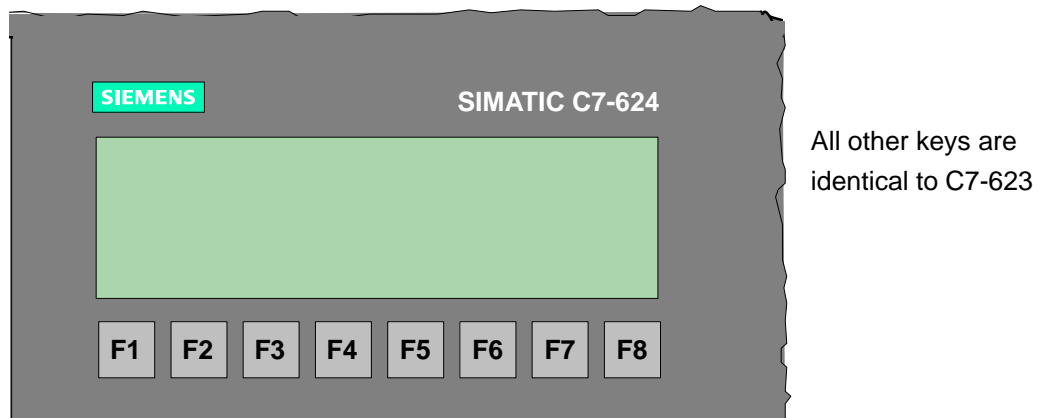 SIEMENS
SIMATIC C7-624
All other keys are
identical to C7-623
F1 F2 F3 F4 F5 F6 F7 F8